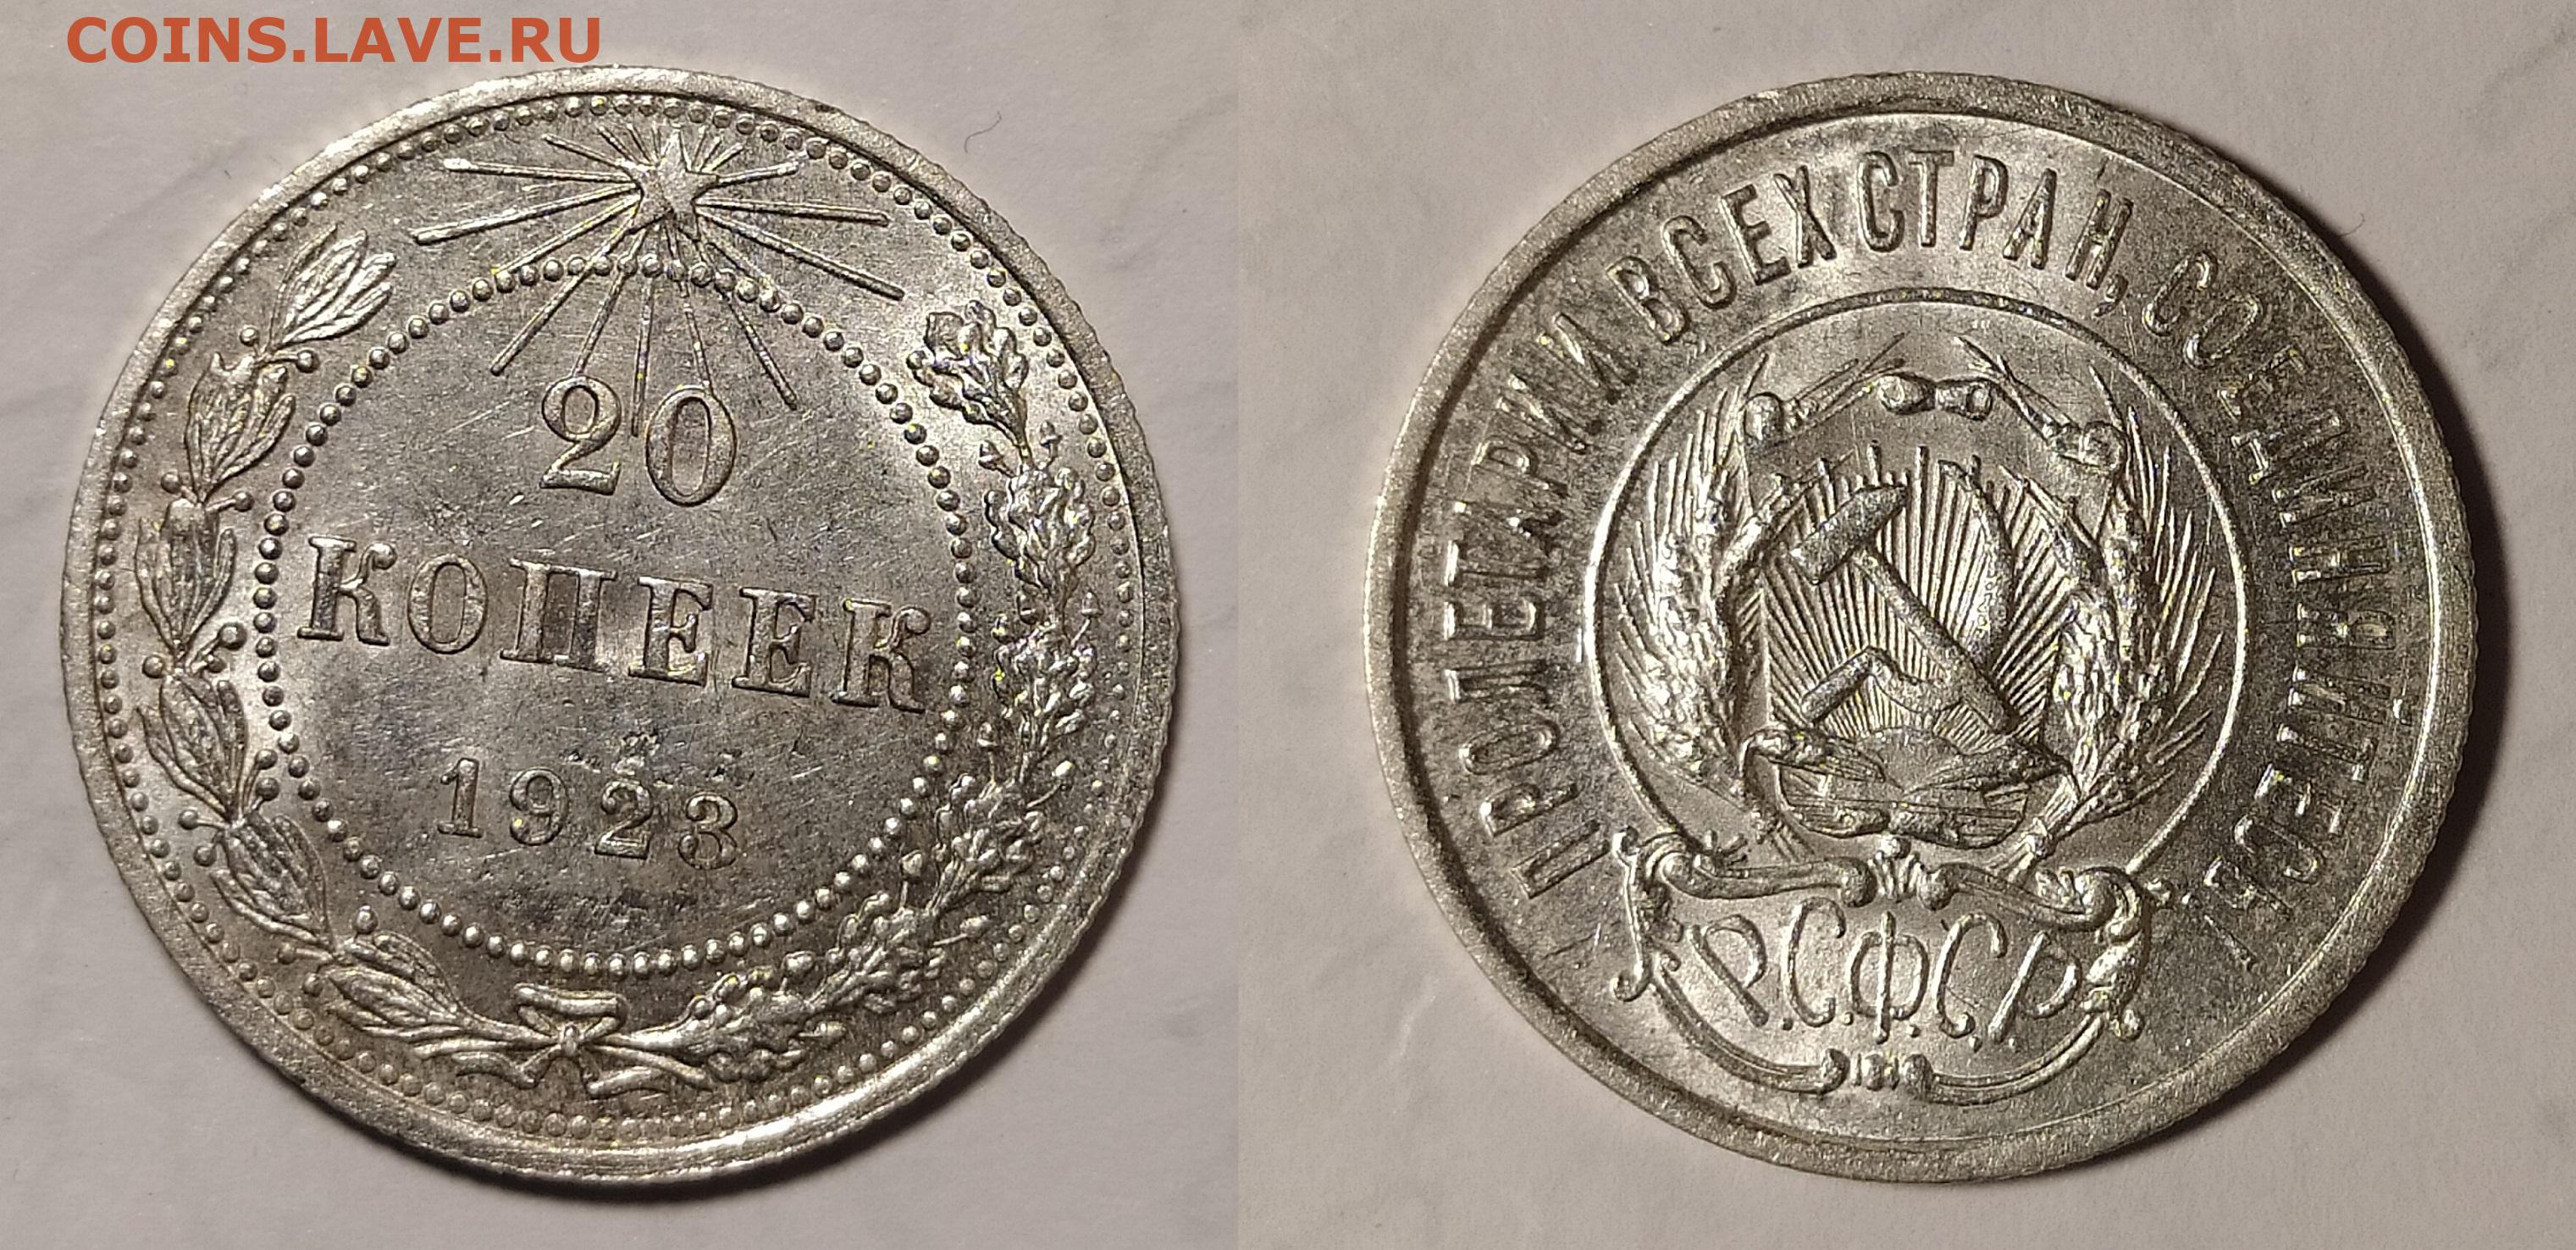 COINS.LAVE.RU
20
КОПЕЕК
1923
ПРОЛЕТАРИИ ВСЕХ СТРАН, СОЕДИНЯЙТЕСЬ!
Р.С.Ф.С.Р.